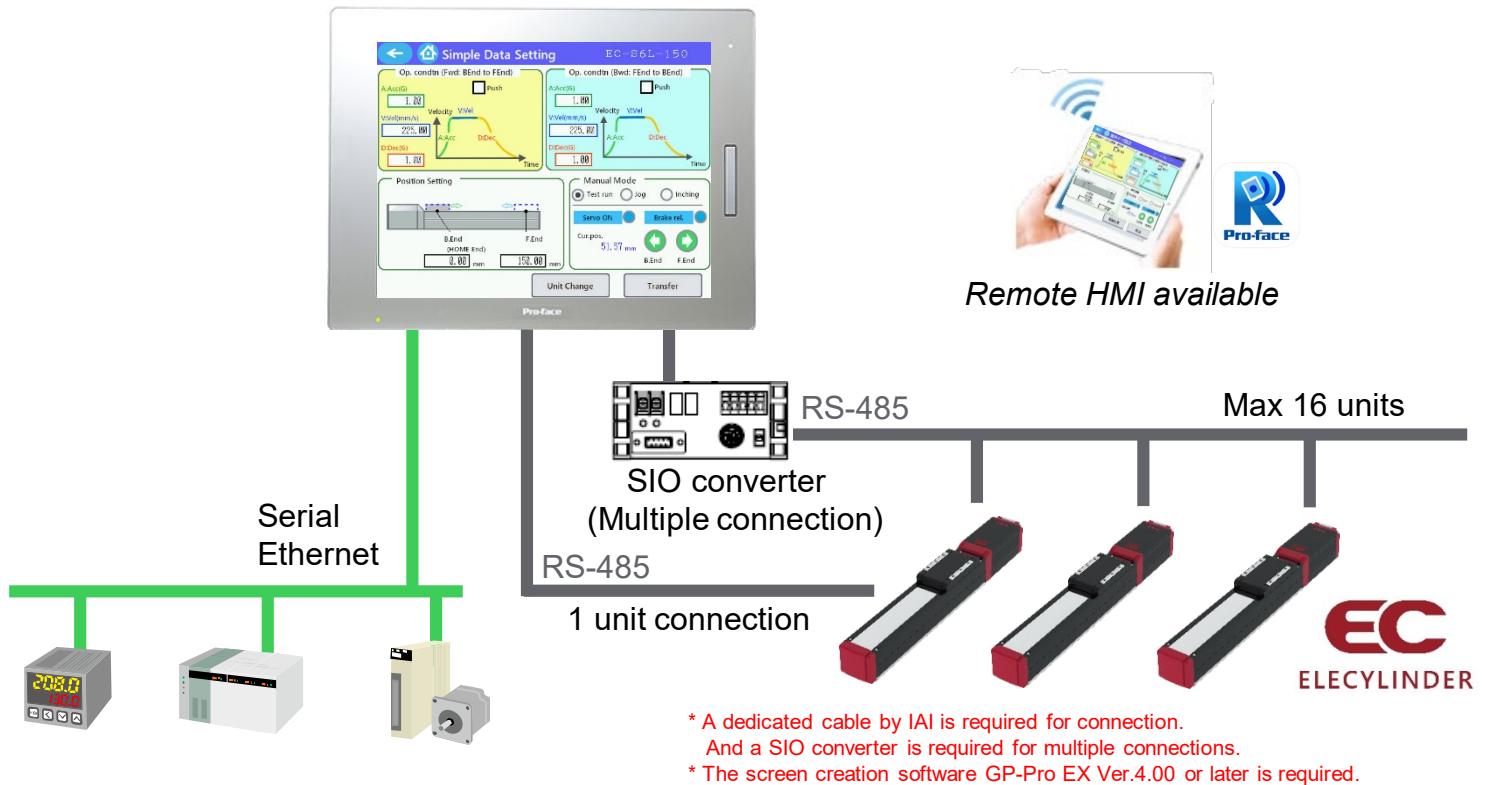 Simple Data Setting EC-S6L-150
Op. condtn (Fwd: BEnd to FEnd)
A:Acc(G)
Push
1.00
Velocity V:Vel
V:Vel(mm/s)
225.00
A:Acc D:Dec
D:Dec(G)
1.00
Time
Op. condtn (Bwd: FEnd to BEnd)
A:Acc(G)
Push
1.00
Velocity V:Vel
V:Vel(mm/s)
225.00
A:Acc D:Dec
D:Dec(G)
1.00
Time
Position Setting
B.End F.End
(HOME End)
0.00 mm 150.00 mm
Manual Mode
Test run Jog Inching
Servo ON Brake rel.
Cur.pos.
51.97 mm
B.End F.End
Unit Change Transfer
Pro-face
R
Pro-face
Remote HMI available
RS-485
Max 16 units
SIO converter
(Multiple connection)
Serial
Ethernet
RS-485
1 unit connection
208.0
130.0
EC
ELECYLINDER
* A dedicated cable by IAI is required for connection.
And a SIO converter is required for multiple connections.
* The screen creation software GP-Pro EX Ver.4.00 or later is required.